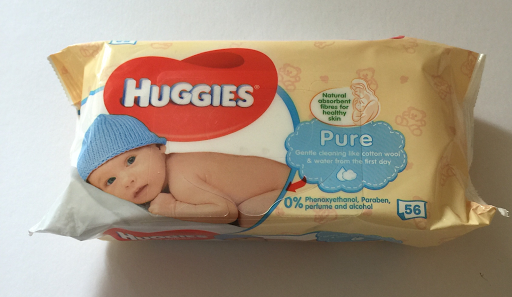 HUGGIES®
Natural
absorbent
fibres for
healthy
skin
Pure
Gentle cleaning like cotton wool
& water from the first day
0% Phenoxyethanol, Paraben,
perfume and alcohol
56
HUGGIES